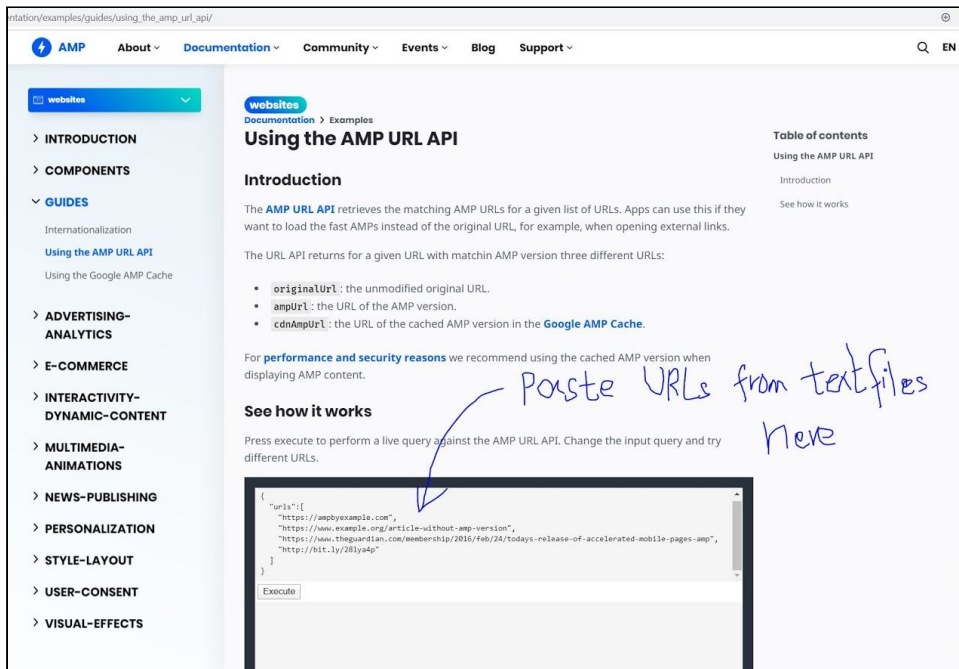 entation/examples/guides/using_the_amp_url_api/
AMP
About
Documentation
Community
Events
Blog
Support
EN
websites
INTRODUCTION
COMPONENTS
GUIDES
Internationalization
Using the AMP URL API
Using the Google AMP Cache
ADVERTISING-
ANALYTICS
E-COMMERCE
INTERACTIVITY-
DYNAMIC-CONTENT
MULTIMEDIA-
ANIMATIONS
NEWS-PUBLISHING
PERSONALIZATION
STYLE-LAYOUT
USER-CONSENT
VISUAL-EFFECTS
websites
Documentation > Examples
Using the AMP URL API
Introduction
The AMP URL API retrieves the matching AMP URLs for a given list of URLs. Apps can use this if they
want to load the fast AMPs instead of the original URL, for example, when opening external links.
The URL API returns for a given URL with matchin AMP version three different URLs:
• originalUrl: the unmodified original URL.
• ampUrl: the URL of the AMP version.
• cdnAmpUrl: the URL of the cached AMP version in the Google AMP Cache.
For performance and security reasons we recommend using the cached AMP version when
displaying AMP content.
Paste URLs from textfiles
here
See how it works
Press execute to perform a live query against the AMP URL API. Change the input query and try
different URLs.
{
"urls":[
"https://ampbyexample.com",
"https://www.example.org/article-without-amp-version",
"https://www.theguardian.com/membership/2016/feb/24/todays-release-of-accelerated-mobile-pages-amp",
"http://bit.ly/28lya4p"
]
}
Execute
Table of contents
Using the AMP URL API
Introduction
See how it works